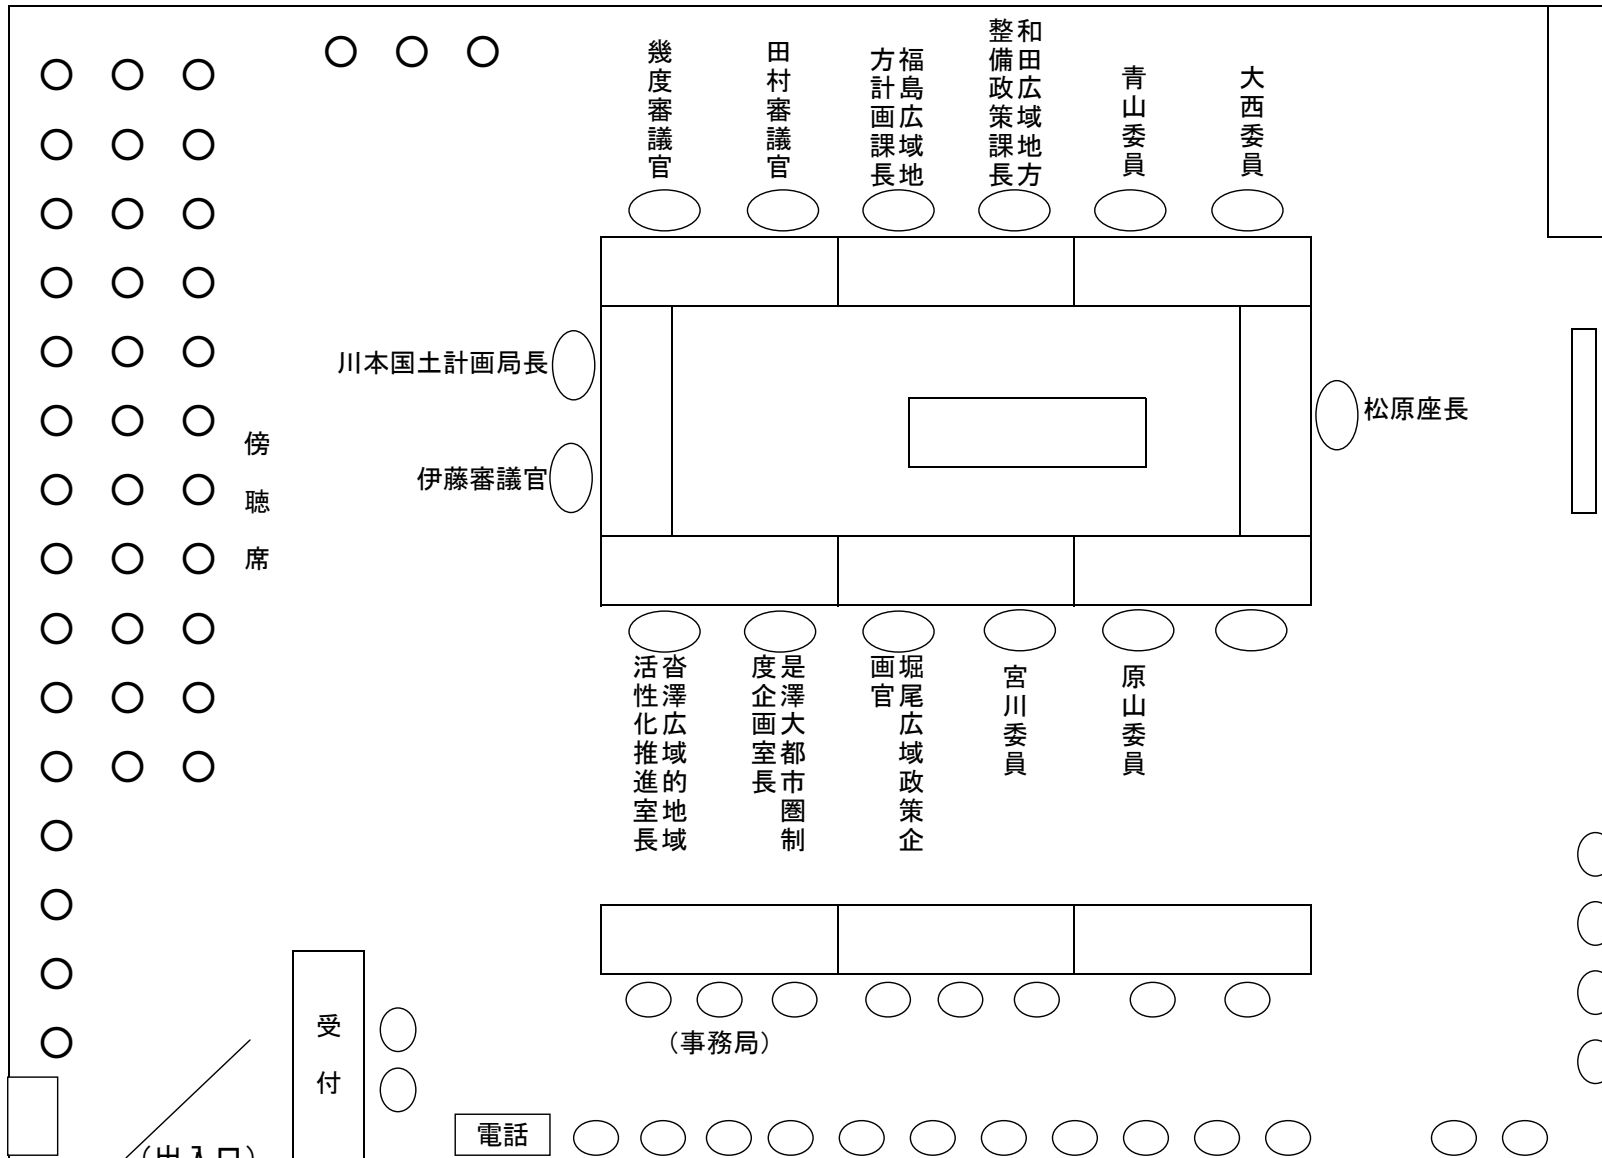 幾度審議官
田村審議官
福島広域地
方計画課長
和田広域地方
整備政策課長
青山委員
大西委員
川本国土計画局長
伊藤審議官
松原座長
傍聴席
沓澤広域的地域
活性化推進室長
是澤大都市圏制
度企画室長
堀尾広域政策企
画官
宮川委員
原山委員
（事務局）
受付
電話
（出入口）